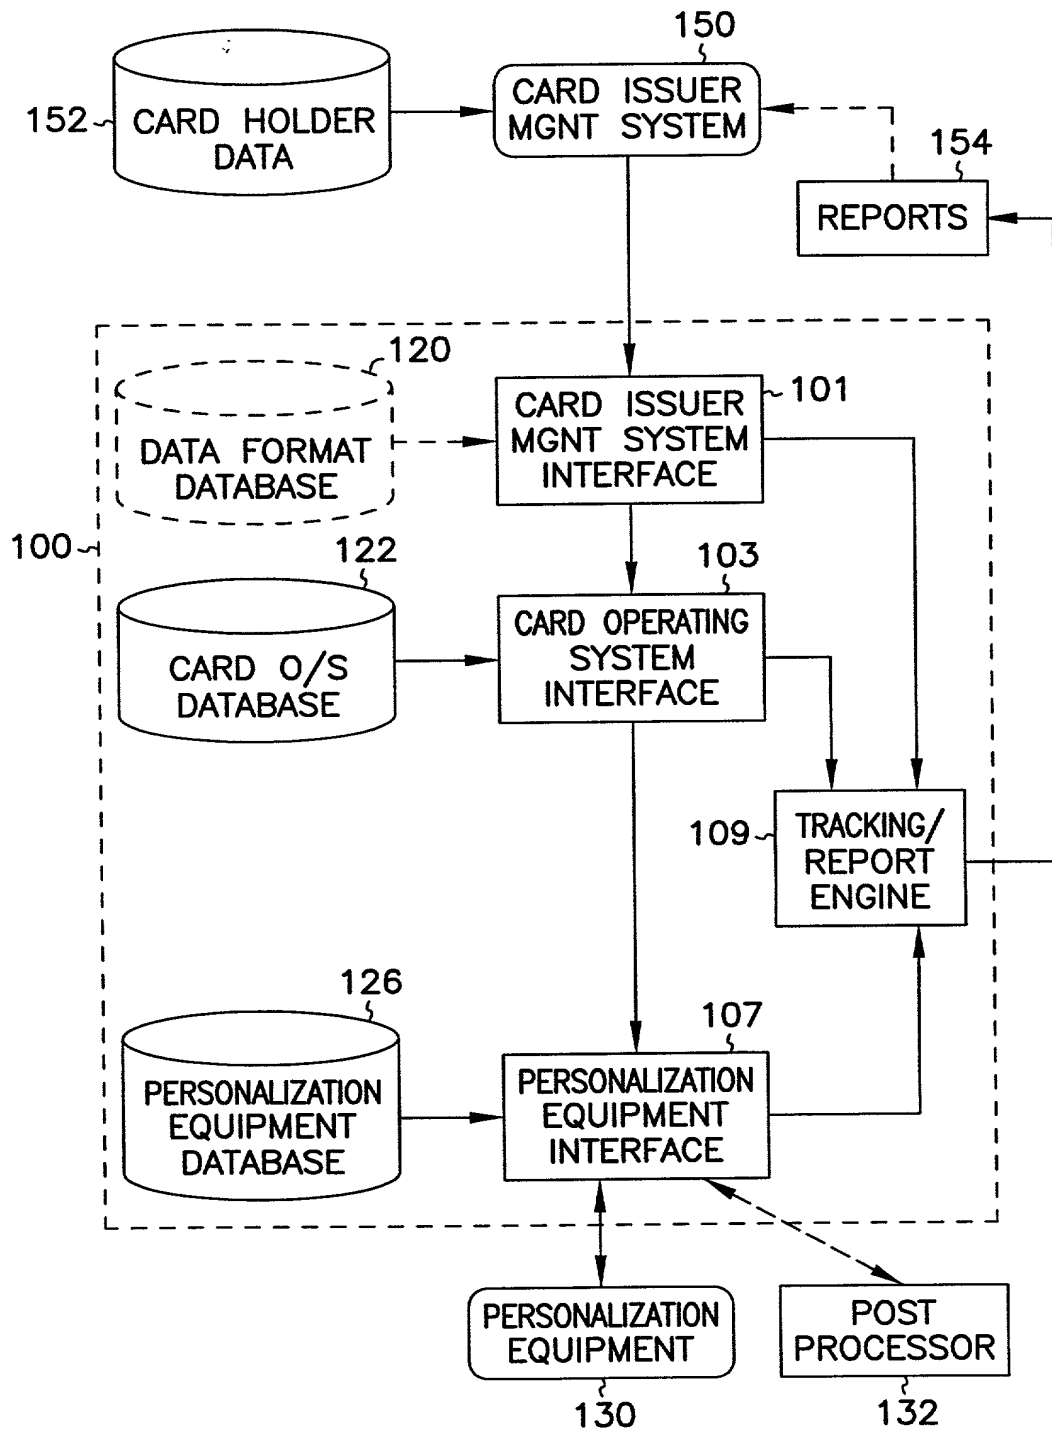 150
CARD ISSUER
MGNT SYSTEM
152
CARD HOLDER
DATA
154
REPORTS
120
DATA FORMAT
DATABASE
101
CARD ISSUER
MGNT SYSTEM
INTERFACE
100
122
CARD O/S
DATABASE
103
CARD OPERATING
SYSTEM
INTERFACE
109
TRACKING/
REPORT
ENGINE
126
PERSONALIZATION
EQUIPMENT
DATABASE
107
PERSONALIZATION
EQUIPMENT
INTERFACE
PERSONALIZATION
EQUIPMENT
130
POST
PROCESSOR
132